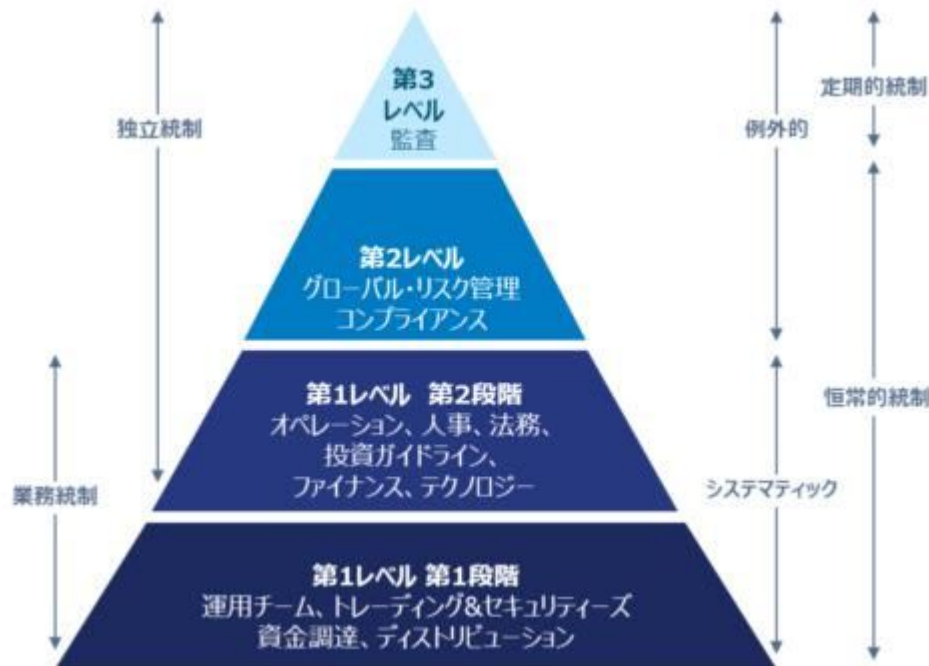 第3
レベル
監査
定期的統制
独立統制
例外的
第2レベル
グローバル・リスク管理
コンプライアンス
第1レベル 第2段階
オペレーション、人事、法務、
投資ガイドライン、
ファイナンス、テクノロジー
恒常的統制
業務統制
システマティック
第1レベル 第1段階
運用チーム、トレーディング&セキュリティーズ
資金調達、ディストリビューション